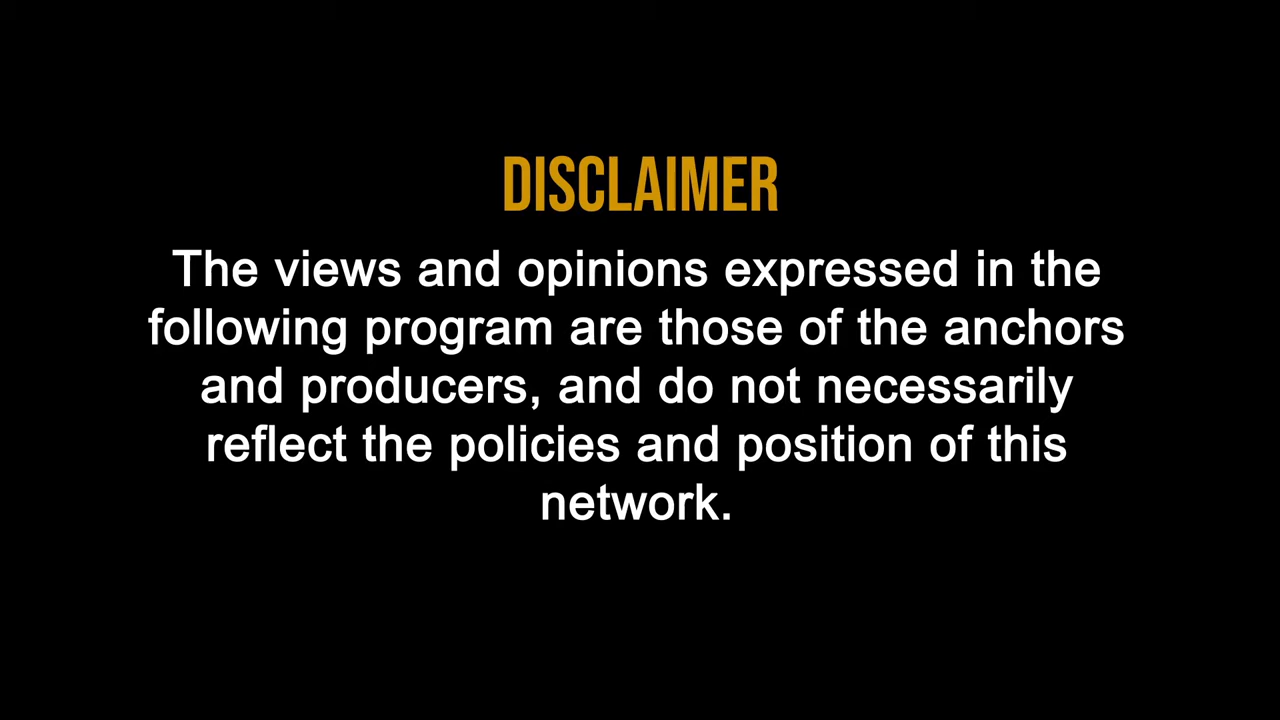 DISCLAIMER
The views and opinions expressed in the
following program are those of the anchors
and producers, and do not necessarily
reflect the policies and position of this
network.